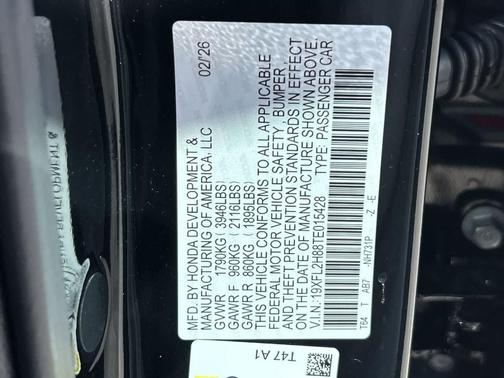 02/'26
MFD. BY HONDA DEVELOPMENT &
MANUFACTURING OF AMERICA, LLC
GVWR 1790KG ( 3946LBS)
GAWR F 960KG ( 2116LBS)
GAWR R 860KG ( 1895LBS)
THIS VEHICLE CONFORMS TO ALL APPLICABLE
FEDERAL MOTOR VEHICLE SAFETY, BUMPER
AND THEFT PREVENTION STANDARDS IN EFFECT
ON THE DATE OF MANUFACTURE SHOWN ABOVE.
V.I.N.:19XFL2H88TE015428 TYPE: PASSENGER CAR
T64 T AB7 -NH731P -Z -E
T47 A1